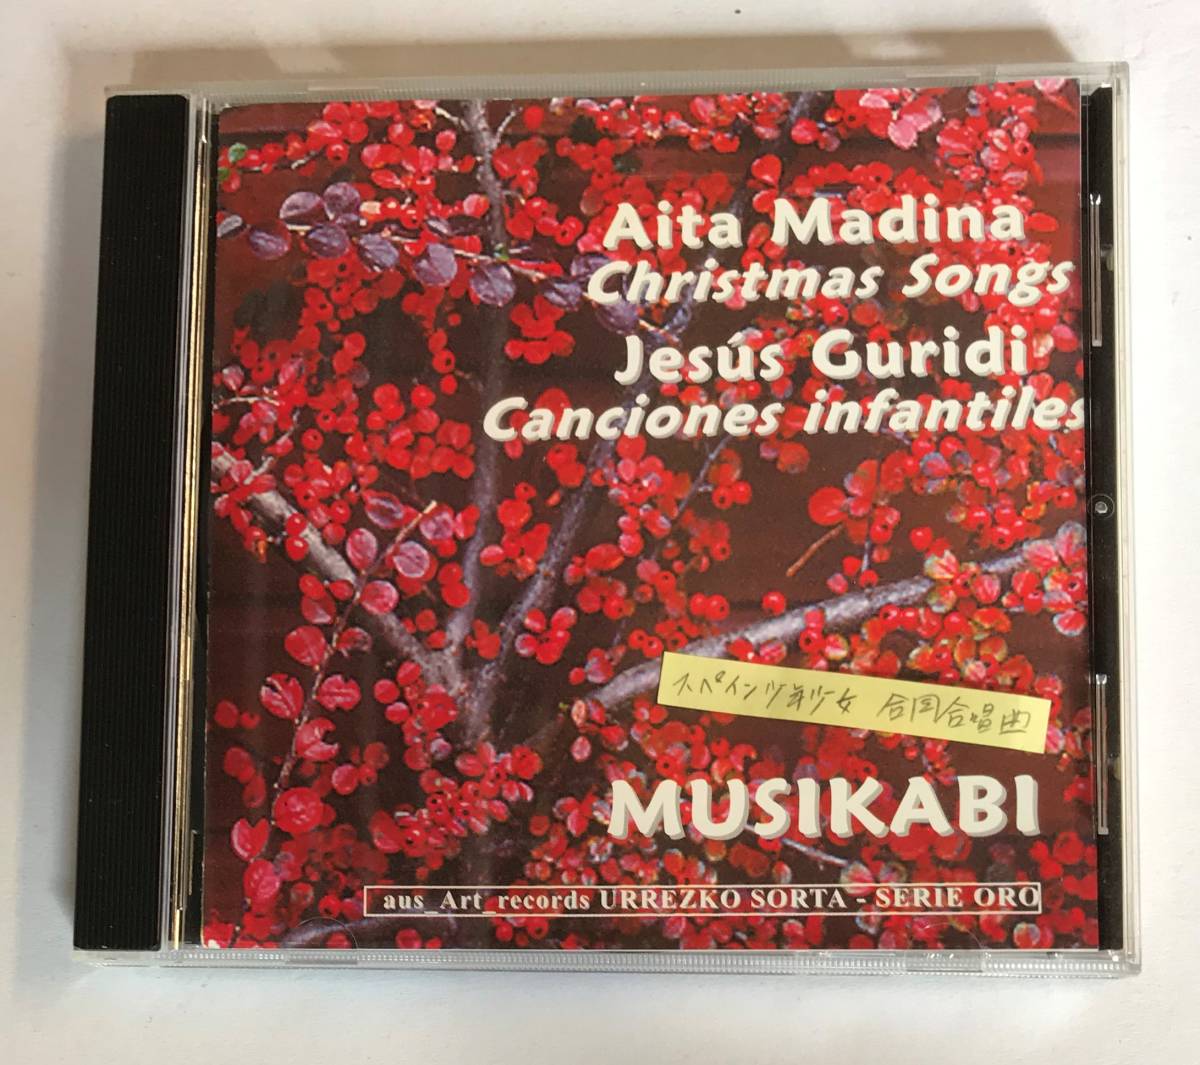 Aita Madina
Christmas Songs
Jesús Guridi
Canciones infantiles
スペイン少年少女 合同合唱曲
MUSIKABI
aus_Art_records URREZKO SORTA - SERIE ORO